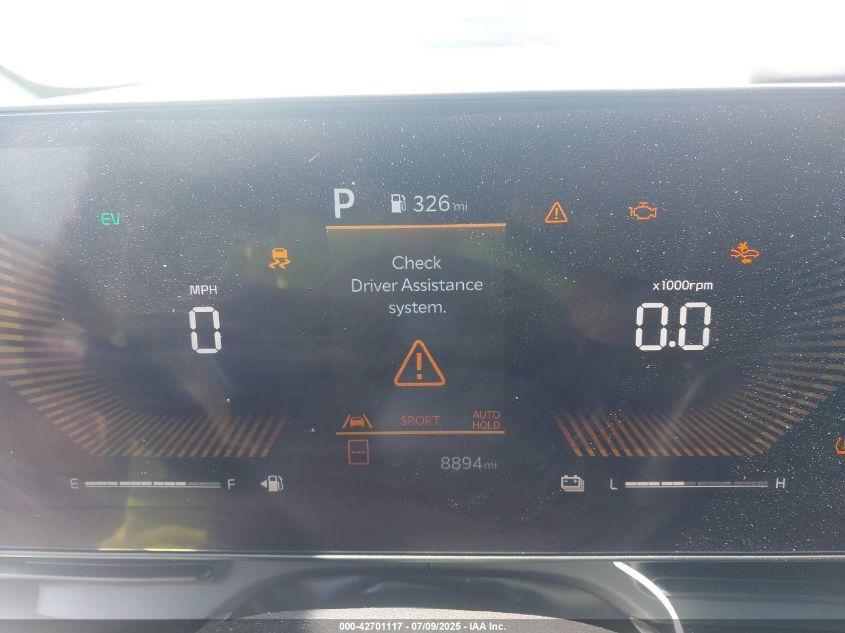 P 326 mi
EV
Check
Driver Assistance
system.
MPH
0
x1000rpm
0.0
SPORT
AUTO
HOLD
8894 mi
E F
L H
000-42701117 - 07/09/2025 - IAA Inc.